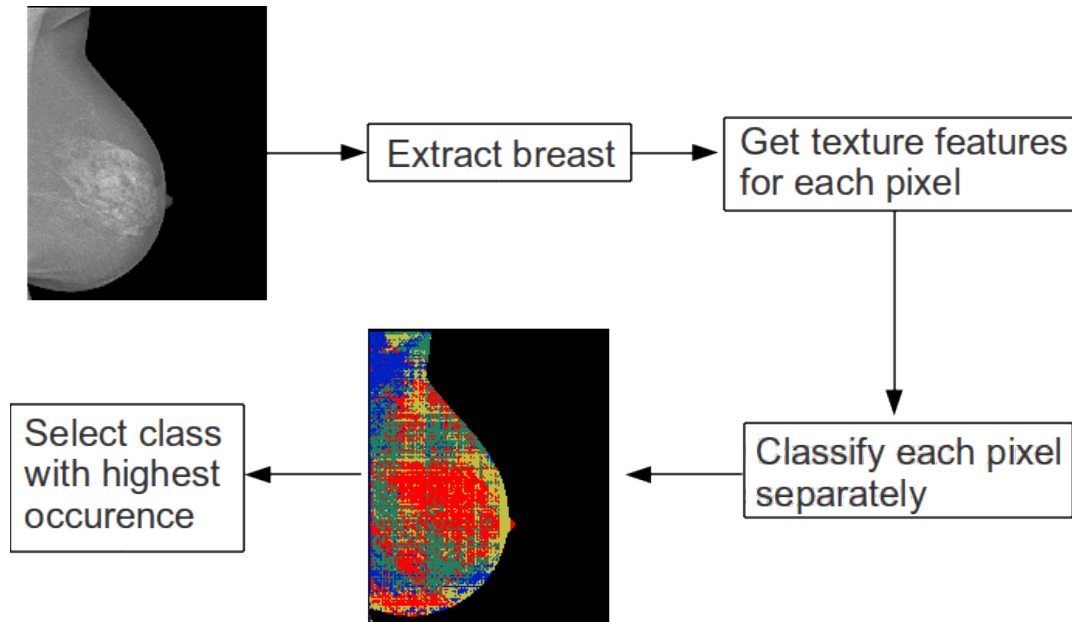 Extract breast
Get texture features
for each pixel
Classify each pixel
separately
Select class
with highest
occurence